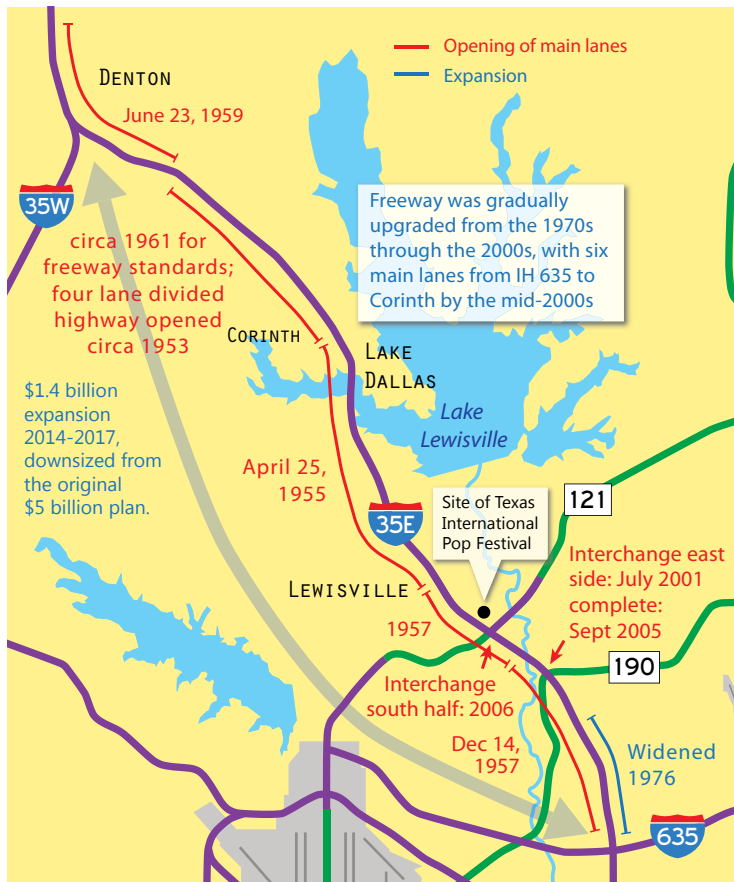 Opening of main lanes
Expansion
DENTON
June 23, 1959
35W
Freeway was gradually
upgraded from the 1970s
through the 2000s, with six
main lanes from IH 635 to
Corinth by the mid-2000s
circa 1961 for
freeway standards;
four lane divided
highway opened
circa 1953
CORINTH
LAKE
DALLAS
$1.4 billion
expansion
2014-2017,
downsized from
the original
$5 billion plan.
Lake
Lewisville
April 25,
1955
35E
Site of Texas
International
Pop Festival
121
Interchange east
side: July 2001
complete:
Sept 2005
LEWISVILLE
1957
190
Interchange
south half: 2006
Dec 14,
1957
Widened
1976
635